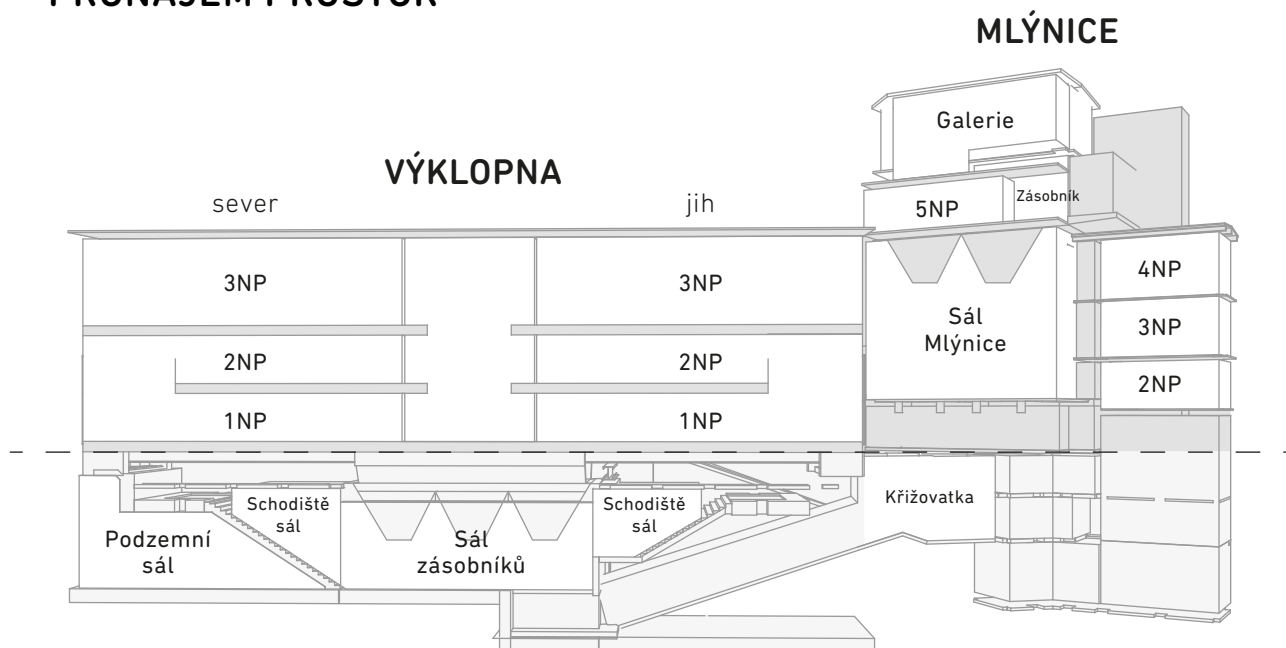 MLÝNICE
Galerie
VÝKLOPNA
sever
jih
5NP
Zásobník
3NP
3NP
4NP
Sál
Mlýnice
3NP
2NP
2NP
2NP
1NP
1NP
Křižovatka
Schodiště
sál
Schodiště
sál
Podzemní
sál
Sál
zásobníků